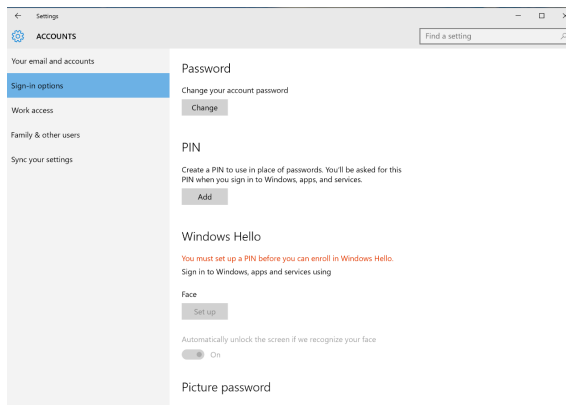 Settings
ACCOUNTS
Find a setting
Your email and accounts
Sign-in options
Work access
Family & other users
Sync your settings
Password
Change your account password
Change
PIN
Create a PIN to use in place of passwords. You'll be asked for this
PIN when you sign in to Windows, apps, and services.
Add
Windows Hello
You must set up a PIN before you can enroll in Windows Hello.
Sign in to Windows, apps and services using
Face
Set up
Automatically unlock the screen if we recognize your face
On
Picture password